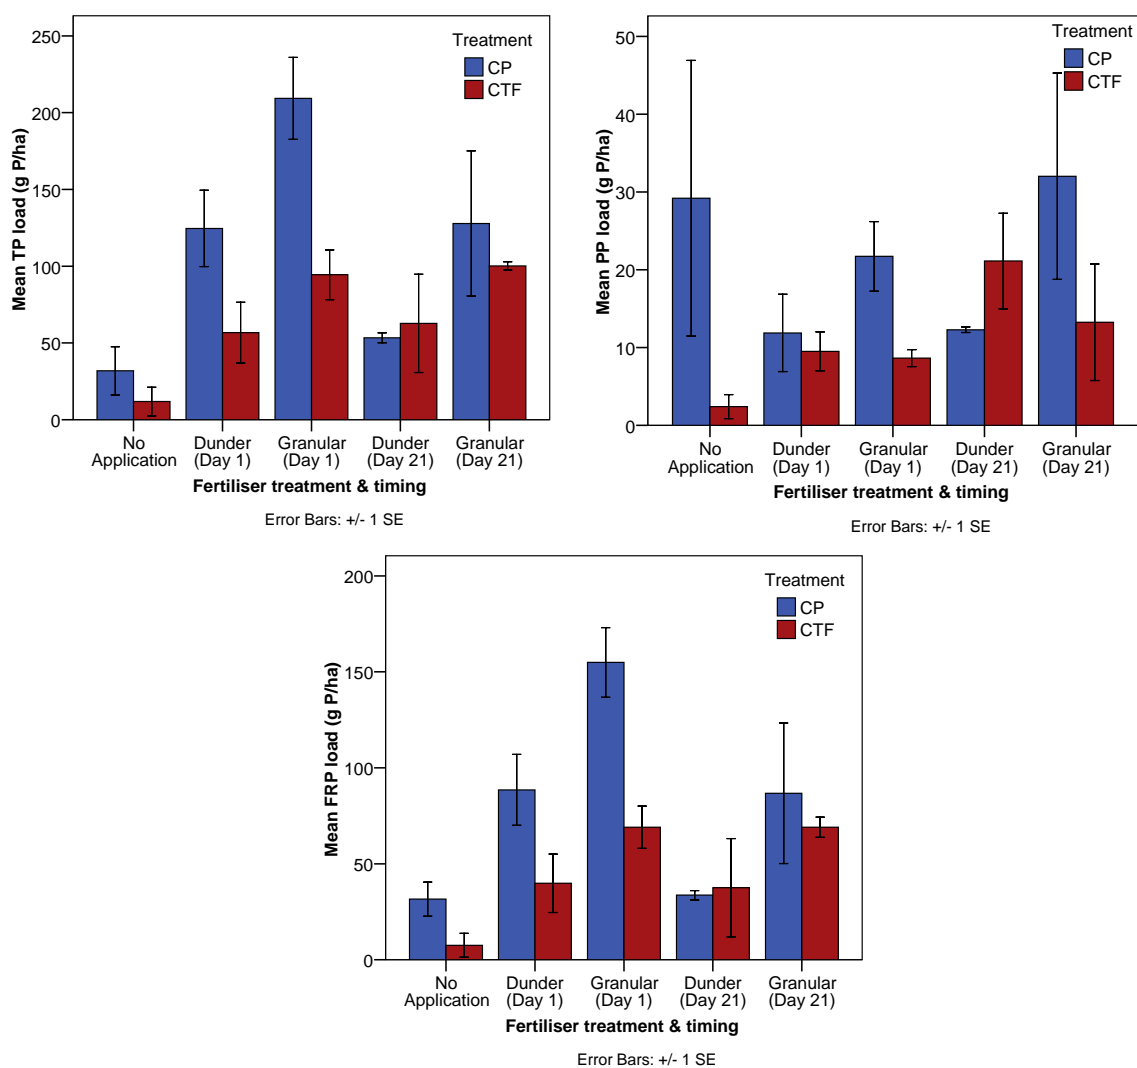 Mean TP load (g P/ha)
250
200
150
100
50
0
Treatment
CP
CTF
No Application
Dunder (Day 1)
Granular (Day 1)
Dunder (Day 21)
Granular (Day 21)
Fertiliser treatment & timing
Error Bars: +/- 1 SE
Mean PP load (g P/ha)
50
40
30
20
10
0
Treatment
CP
CTF
No Application
Dunder (Day 1)
Granular (Day 1)
Dunder (Day 21)
Granular (Day 21)
Fertiliser treatment & timing
Error Bars: +/- 1 SE
Mean FRP load (g P/ha)
200
150
100
50
0
Treatment
CP
CTF
No Application
Dunder (Day 1)
Granular (Day 1)
Dunder (Day 21)
Granular (Day 21)
Fertiliser treatment & timing
Error Bars: +/- 1 SE